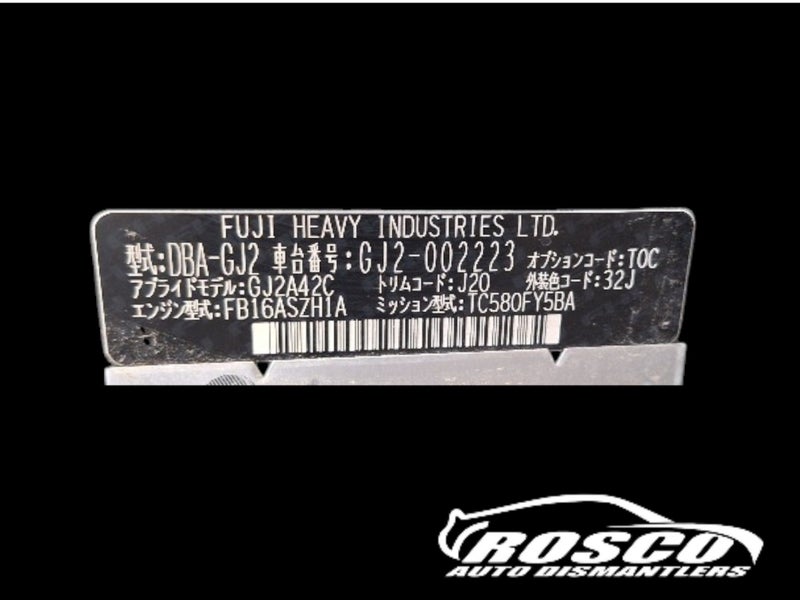 FUJI HEAVY INDUSTRIES LTD.
型式:DBA-GJ2 車台番号:GJ2-002223 オプションコード:TOC
アプライドモデル:GJ2A42C トリムコード:J20 外装色コード:32J
エンジン型式:FB16ASZH1A ミッション型式:TC580FY5BA
ROSCO
AUTO DISMANTLERS